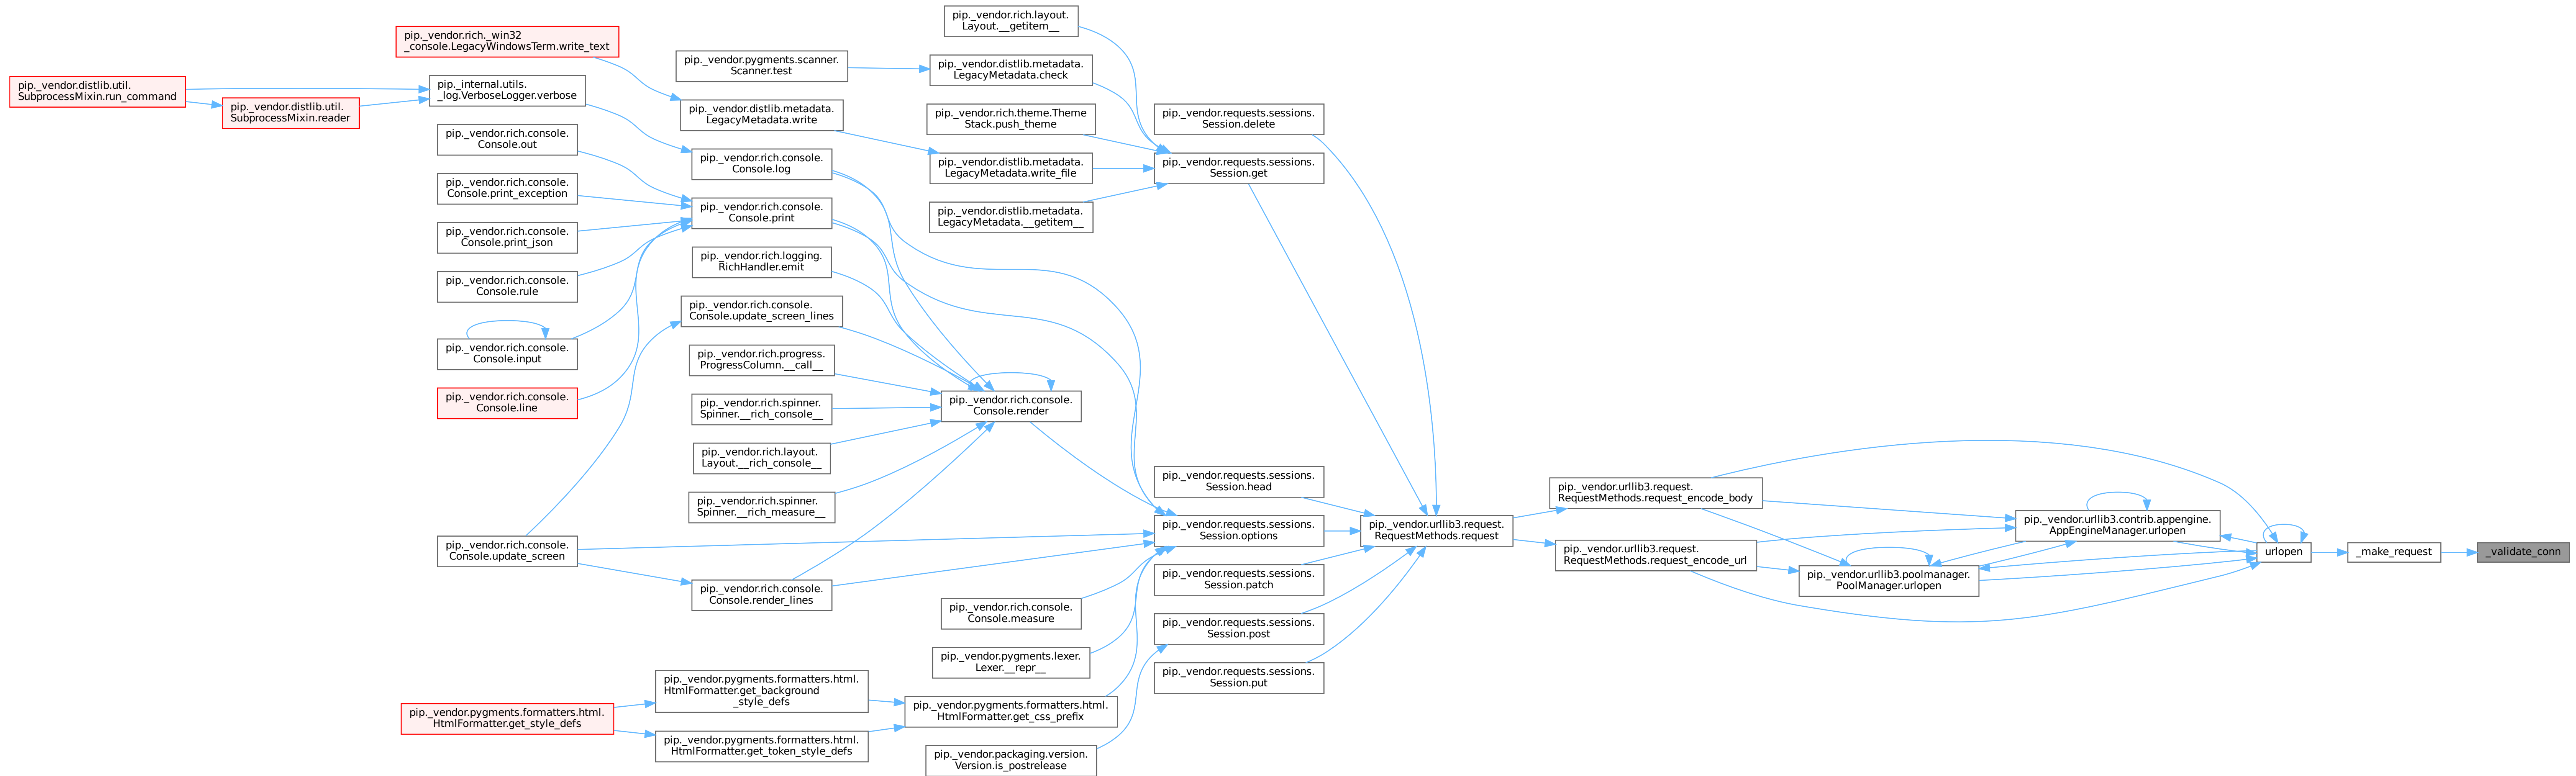 pip._vendor.rich.layout.
Layout.__getitem__
pip._vendor.rich._win32
_console.LegacyWindowsTerm.write_text
pip._vendor.pygments.scanner.
Scanner.test
pip._vendor.distlib.metadata.
LegacyMetadata.check
pip._vendor.distlib.util.
SubprocessMixin.run_command
pip._vendor.distlib.util.
SubprocessMixin.reader
pip._internal.utils.
_log.VerboseLogger.verbose
pip._vendor.distlib.metadata.
LegacyMetadata.write
pip._vendor.rich.theme.Theme
Stack.push_theme
pip._vendor.requests.sessions.
Session.delete
pip._vendor.rich.console.
Console.out
pip._vendor.rich.console.
Console.log
pip._vendor.distlib.metadata.
LegacyMetadata.write_file
pip._vendor.requests.sessions.
Session.get
pip._vendor.rich.console.
Console.print_exception
pip._vendor.rich.console.
Console.print
pip._vendor.distlib.metadata.
LegacyMetadata.__getitem__
pip._vendor.rich.console.
Console.print_json
pip._vendor.rich.logging.
RichHandler.emit
pip._vendor.rich.console.
Console.rule
pip._vendor.rich.console.
Console.update_screen_lines
pip._vendor.rich.console.
Console.input
pip._vendor.rich.progress.
ProgressColumn.__call__
pip._vendor.rich.console.
Console.line
pip._vendor.rich.spinner.
Spinner.__rich_console__
pip._vendor.rich.console.
Console.render
pip._vendor.rich.layout.
Layout.__rich_console__
pip._vendor.requests.sessions.
Session.head
pip._vendor.urllib3.request.
RequestMethods.request_encode_body
pip._vendor.rich.spinner.
Spinner.__rich_measure__
pip._vendor.requests.sessions.
Session.options
pip._vendor.urllib3.request.
RequestMethods.request
pip._vendor.urllib3.contrib.appengine.
AppEngineManager.urlopen
pip._vendor.rich.console.
Console.update_screen
pip._vendor.urllib3.request.
RequestMethods.request_encode_url
urlopen
_make_request
_validate_conn
pip._vendor.requests.sessions.
Session.patch
pip._vendor.urllib3.poolmanager.
PoolManager.urlopen
pip._vendor.rich.console.
Console.render_lines
pip._vendor.rich.console.
Console.measure
pip._vendor.requests.sessions.
Session.post
pip._vendor.pygments.lexer.
Lexer.__repr__
pip._vendor.requests.sessions.
Session.put
pip._vendor.pygments.formatters.html.
HtmlFormatter.get_background
_style_defs
pip._vendor.pygments.formatters.html.
HtmlFormatter.get_style_defs
pip._vendor.pygments.formatters.html.
HtmlFormatter.get_css_prefix
pip._vendor.pygments.formatters.html.
HtmlFormatter.get_token_style_defs
pip._vendor.packaging.version.
Version.is_postrelease